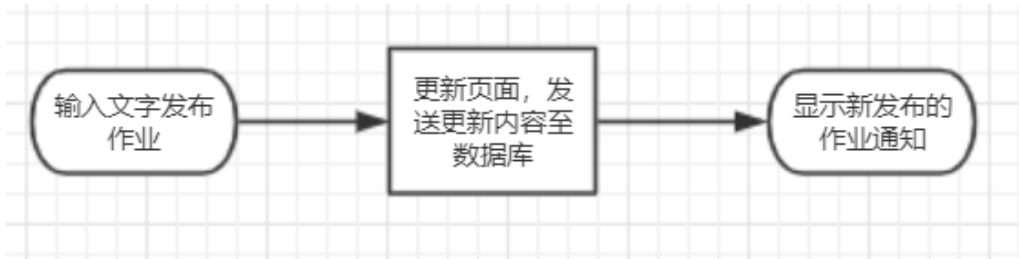 输入文字发布
作业
更新页面，发
送更新内容至
数据库
显示新发布的
作业通知